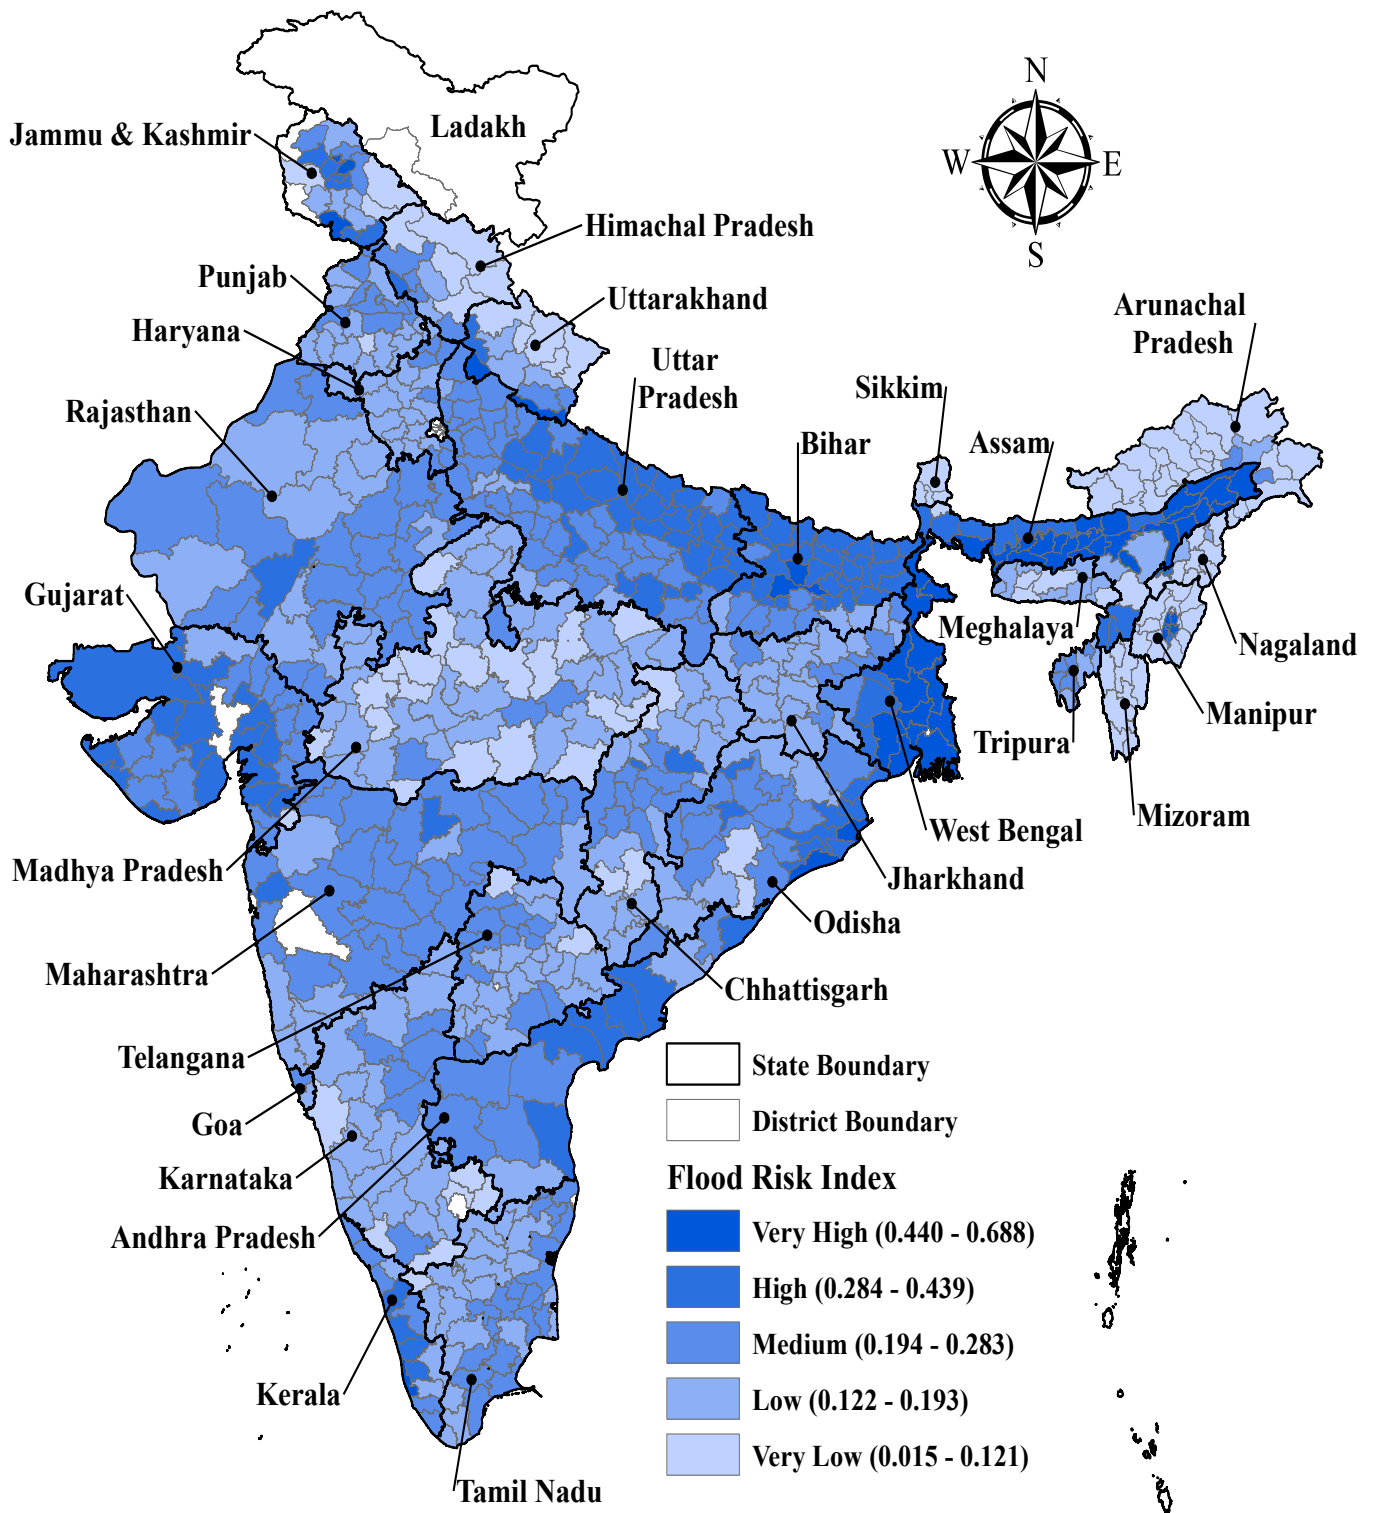 N
W
E
S
Ladakh
Jammu & Kashmir
Himachal Pradesh
Punjab
Uttarakhand
Haryana
Arunachal
Pradesh
Uttar
Pradesh
Sikkim
Rajasthan
Bihar
Assam
Gujarat
Meghalaya
Nagaland
Manipur
Tripura
Mizoram
West Bengal
Madhya Pradesh
Jharkhand
Odisha
Maharashtra
Chhattisgarh
Telangana
Goa
Karnataka
Andhra Pradesh
Kerala
Tamil Nadu
State Boundary
District Boundary
Flood Risk Index
Very High (0.440 - 0.688)
High (0.284 - 0.439)
Medium (0.194 - 0.283)
Low (0.122 - 0.193)
Very Low (0.015 - 0.121)